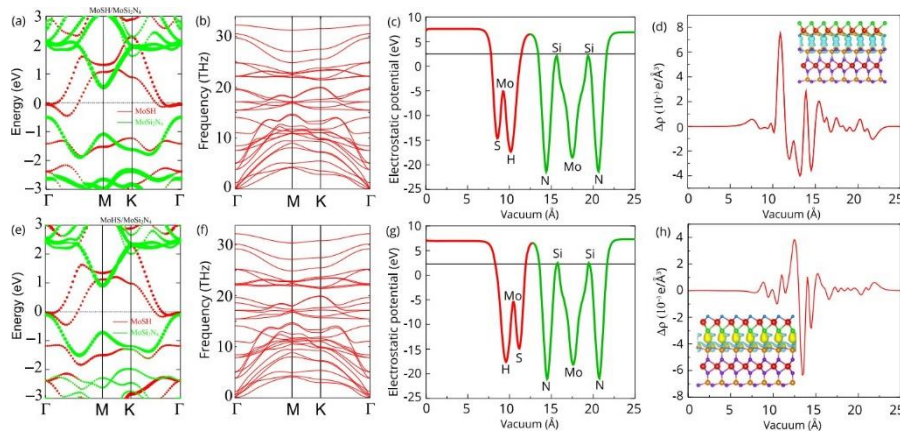 (a)
MoSH/MoSi₂N₄
Energy (eV)
3
2
1
0
−1
−2
−3
Γ
M
K
Γ
MoSH
MoSi₂N₄
(b)
Frequency (THz)
30
20
10
0
Γ
M
K
Γ
(c)
Electrostatic potential (eV)
10
5
0
-5
-10
-15
-20
-25
0
5
10
15
20
25
Vacuum (Å)
Si
Si
Mo
S
H
N
Mo
N
(d)
Δρ (10⁻³ e/Å³)
8
6
4
2
0
-2
-4
0
5
10
15
20
25
Vacuum (Å)
(e)
MoHS/MoSi₂N₄
Energy (eV)
3
2
1
0
−1
−2
−3
Γ
M
K
Γ
MoSH
MoSi₂N₄
(f)
Frequency (THz)
30
25
20
15
10
5
0
Γ
M
K
Γ
(g)
Electrostatic potential (eV)
10
5
0
-5
-10
-15
-20
-25
0
5
10
15
20
25
Vacuum (Å)
Si
Si
Mo
H
S
N
Mo
N
(h)
Δρ (10⁻³ e/Å³)
6
4
2
0
-2
-4
-6
-8
0
5
10
15
20
25
Vacuum (Å)